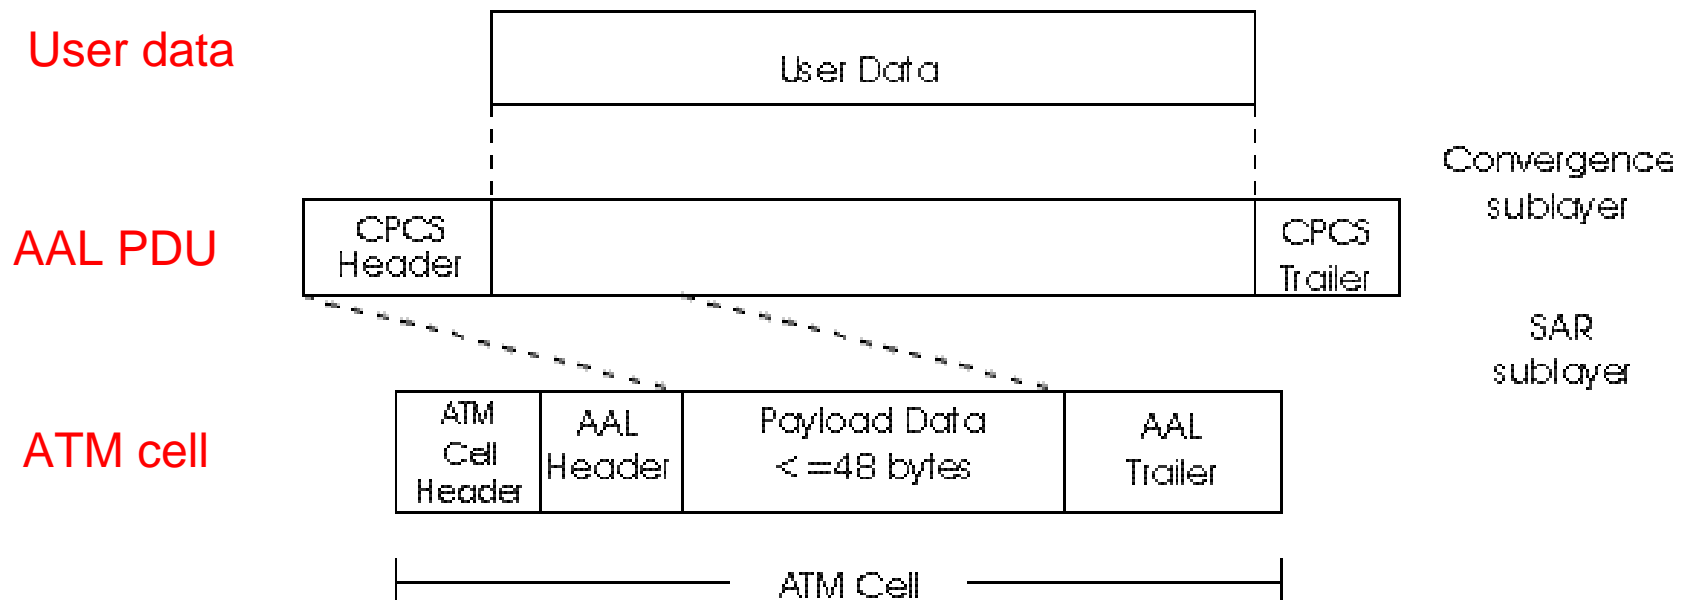 User data
User Data
Convergence
sublayer
AAL PDU
CPCS
Header
CPCS
Trailer
SAR
sublayer
ATM cell
ATM
Cell
Header
AAL
Header
Payload Data
<=48 bytes
AAL
Trailer
ATM Cell